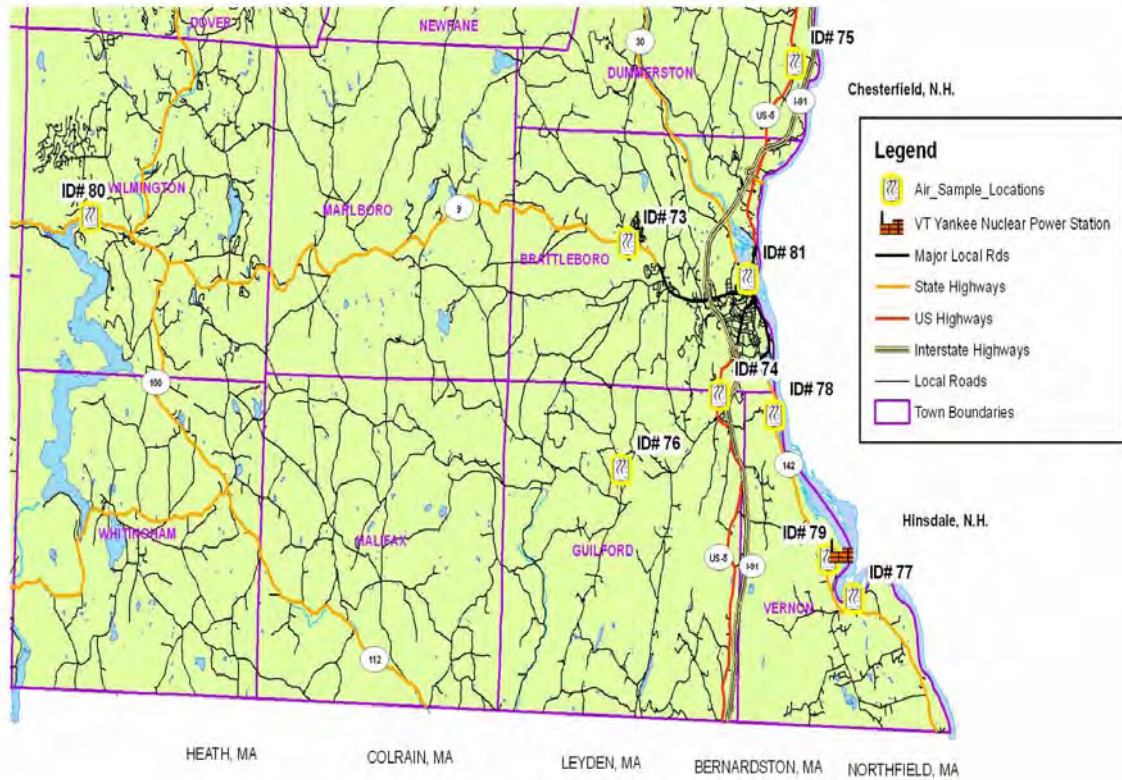 DOVER
NEWFANE
30
ID# 75
DUMMERSTON
Chesterfield, N.H.
US-5
I-91
Legend
Air_Sample_Locations
VT Yankee Nuclear Power Station
Major Local Rds
State Highways
US Highways
Interstate Highways
Local Roads
Town Boundaries
ID# 80
WILMINGTON
MARLBORO
9
ID# 73
BRATTLEBORO
ID# 81
100
ID# 74
ID# 78
ID# 76
142
Hinsdale, N.H.
WHITINGHAM
HALIFAX
GUILFORD
ID# 79
US-5
I-91
ID# 77
VERNON
112
HEATH, MA
COLRAIN, MA
LEYDEN, MA
BERNARDSTON, MA
NORTHFIELD, MA